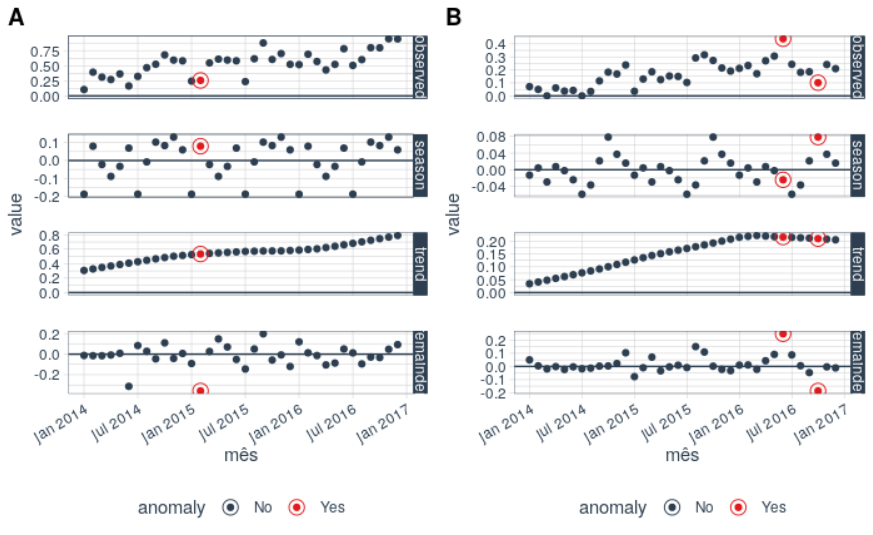 A
value
0.75
0.50
0.25
0.00
observed
0.1
0.0
-0.1
-0.2
season
0.8
0.6
0.4
0.2
0.0
trend
0.2
0.0
-0.2
emainde
Jan 2014
Jul 2014
Jan 2015
Jul 2015
Jan 2016
Jul 2016
Jan 2017
mês
anomaly No Yes
B
value
0.4
0.3
0.2
0.1
0.0
observed
0.08
0.04
0.00
-0.04
season
0.20
0.15
0.10
0.05
0.00
trend
0.2
0.1
0.0
-0.1
-0.2
emainde
Jan 2014
Jul 2014
Jan 2015
Jul 2015
Jan 2016
Jul 2016
Jan 2017
mês
anomaly No Yes